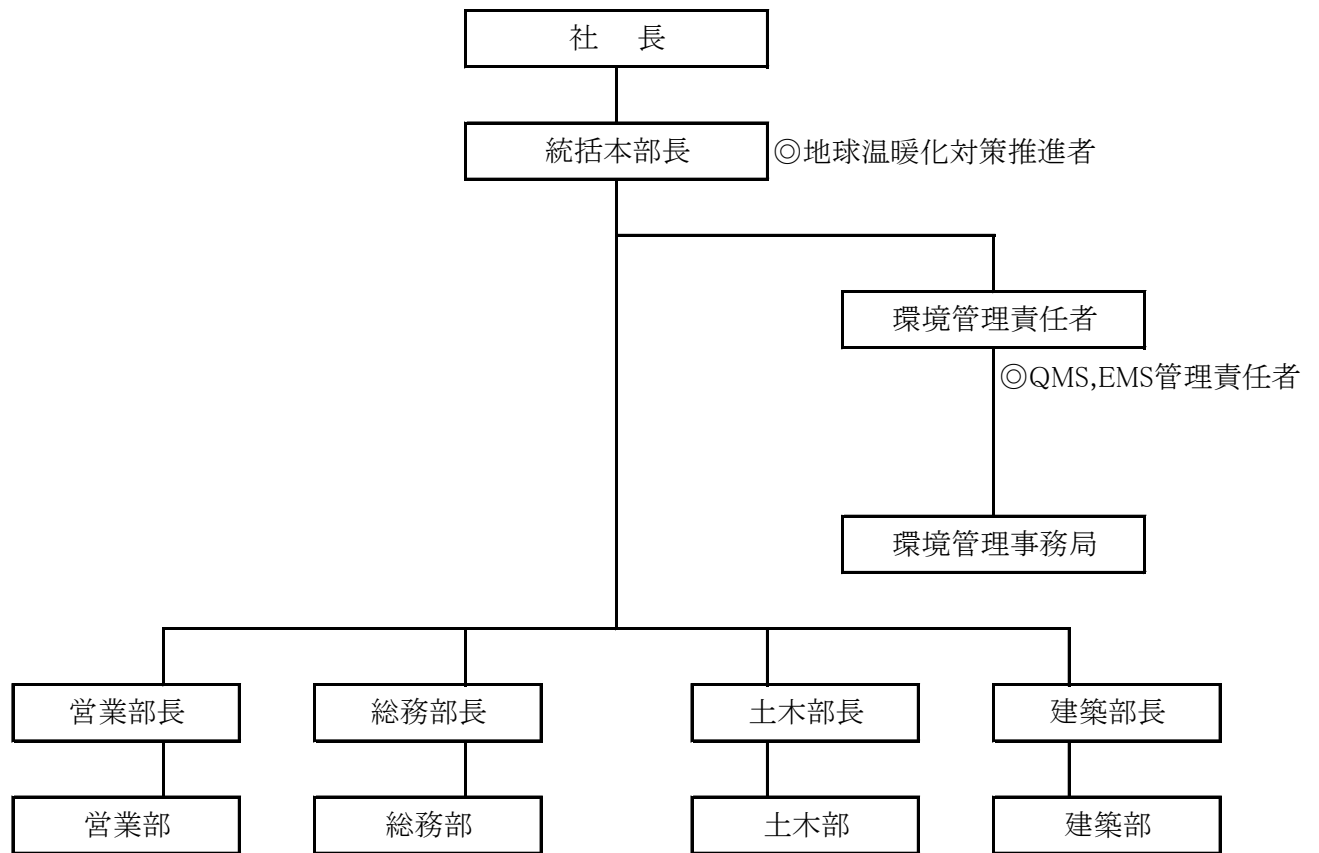 社　長
統括本部長
◎地球温暖化対策推進者
環境管理責任者
◎QMS,EMS管理責任者
環境管理事務局
営業部長
総務部長
土木部長
建築部長
営業部
総務部
土木部
建築部